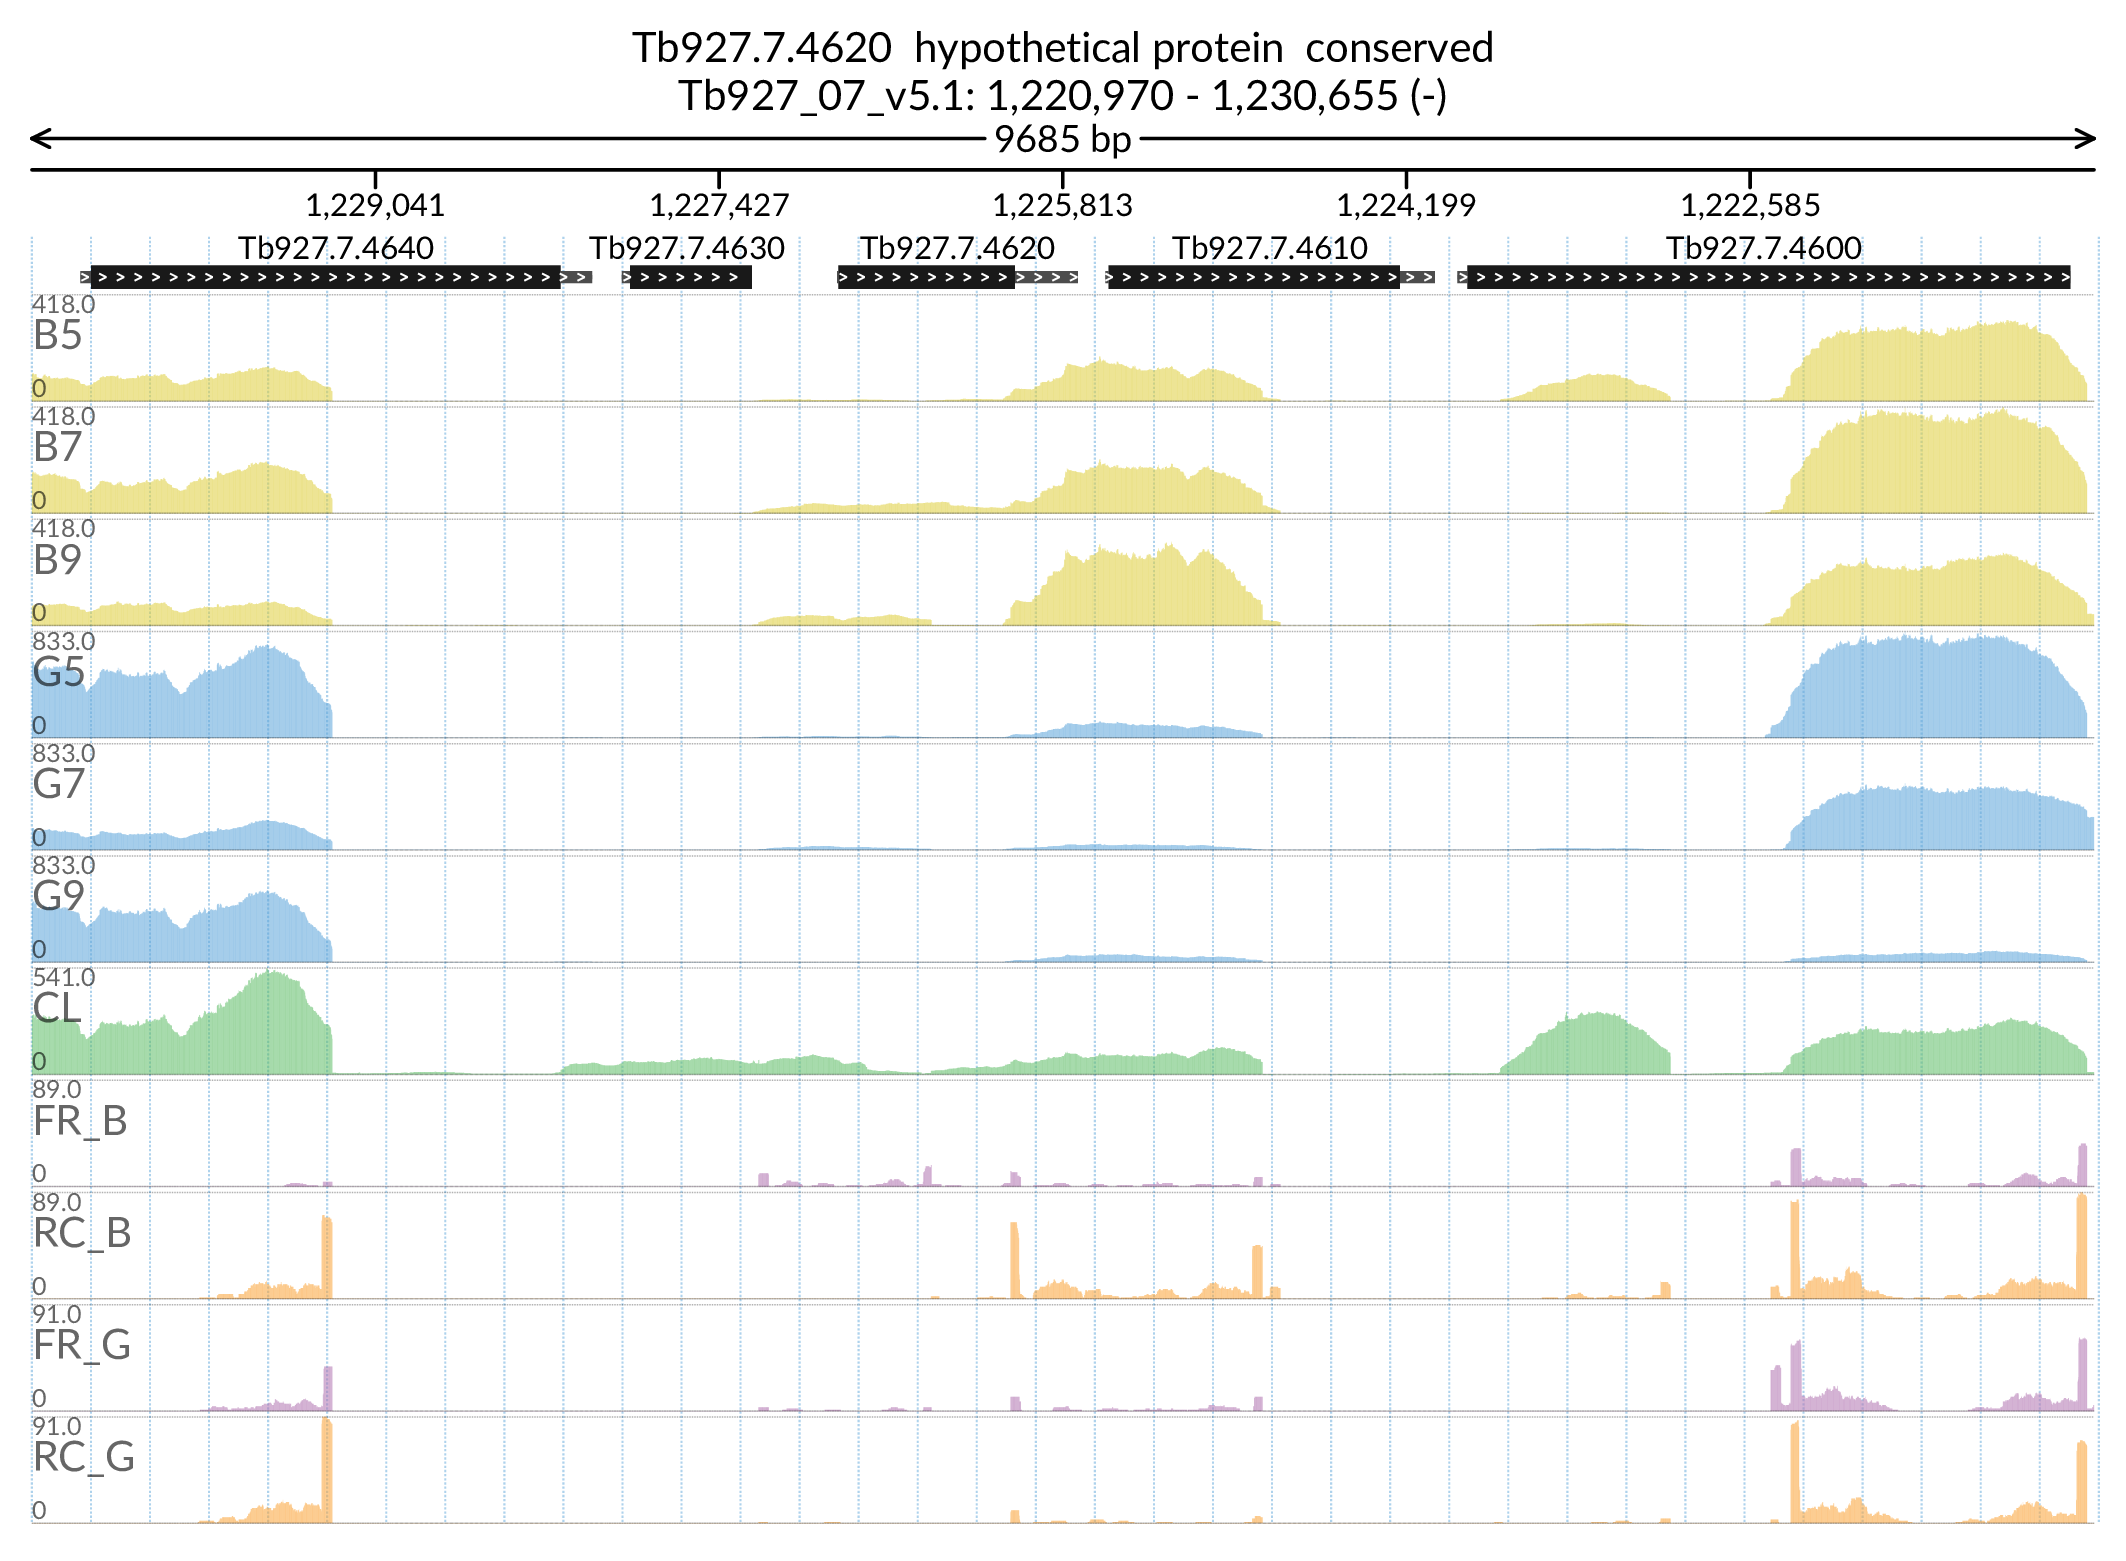 Tb927.7.4620  hypothetical protein  conserved
Tb927_07_v5.1: 1,220,970 - 1,230,655 (-)
9685 bp
1,229,041 1,227,427 1,225,813 1,224,199 1,222,585
Tb927.7.4640 Tb927.7.4630 Tb927.7.4620 Tb927.7.4610 Tb927.7.4600
418.0
B5
0
418.0
B7
0
418.0
B9
0
833.0
G5
0
833.0
G7
0
833.0
G9
0
541.0
CL
0
89.0
FR_B
0
89.0
RC_B
0
91.0
FR_G
0
91.0
RC_G
0